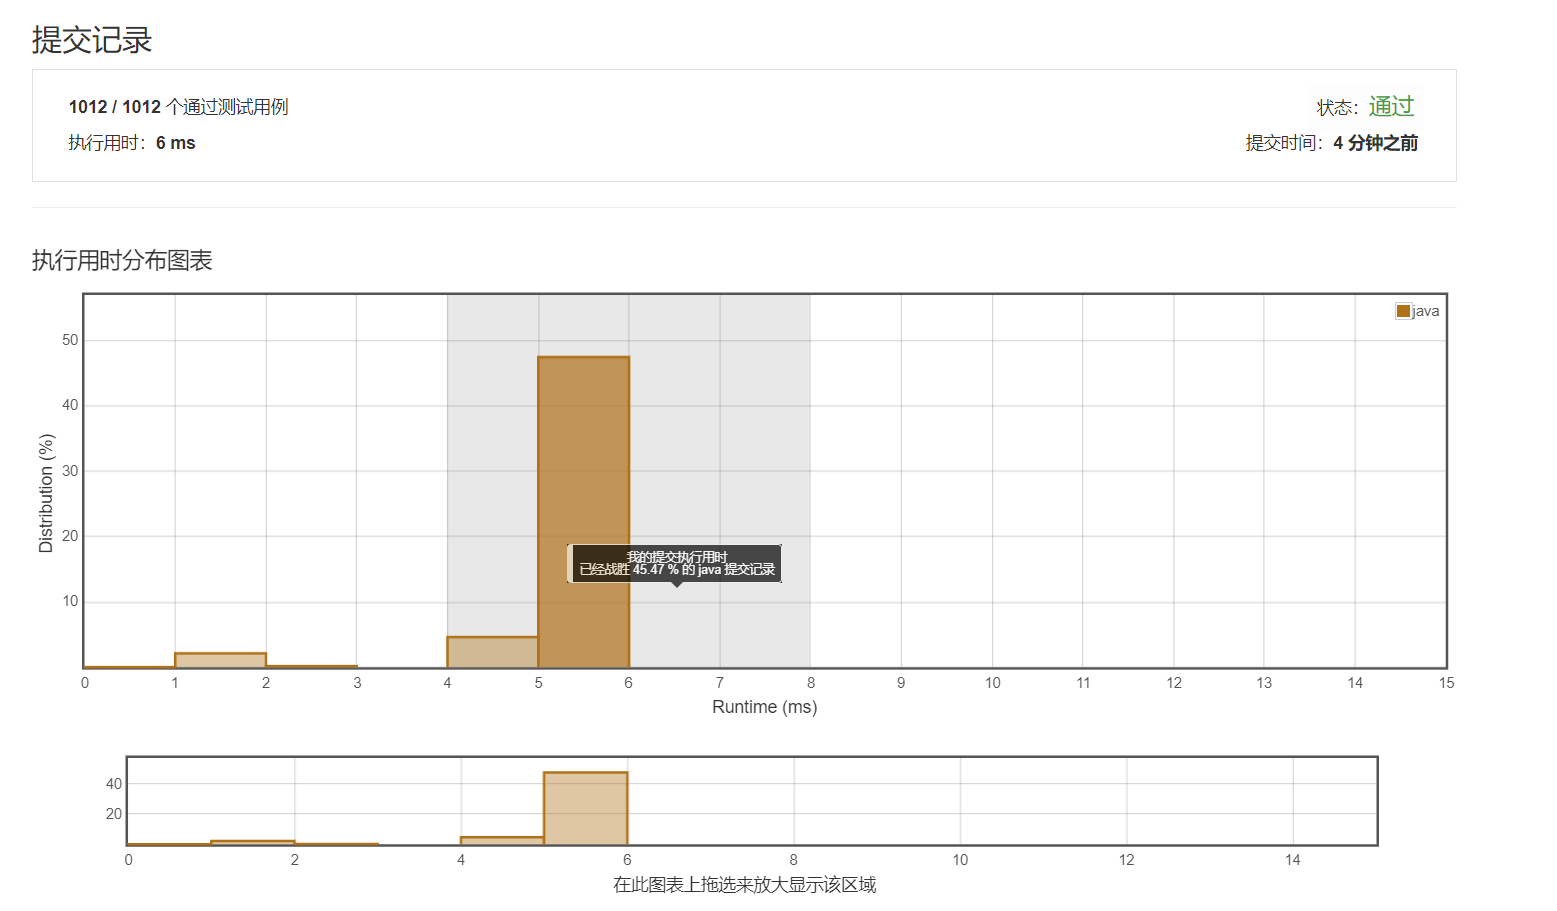 提交记录
1012 / 1012 个通过测试用例
状态：通过
执行用时：6 ms
提交时间：4 分钟之前
执行用时分布图表
java
50
40
30
20
10
Distribution (%)
我的提交执行用时
已经战胜 45.47 % 的 java 提交记录
0 1 2 3 4 5 6 7 8 9 10 11 12 13 14 15
Runtime (ms)
40
20
0 2 4 6 8 10 12 14
在此图表上拖选来放大显示该区域